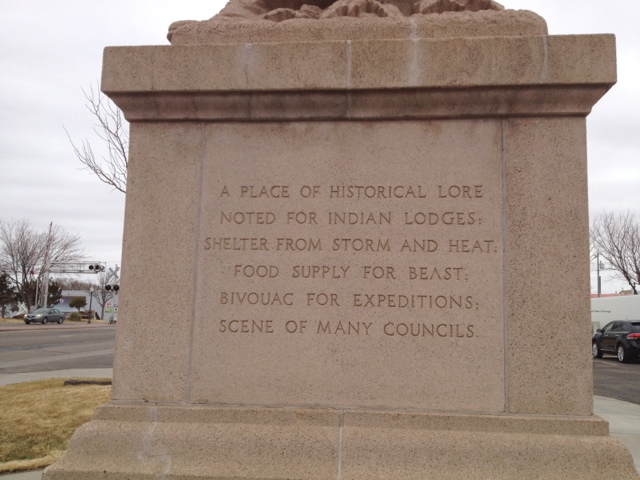 A PLACE OF HISTORICAL LORE
NOTED FOR INDIAN LODGES;
SHELTER FROM STORM AND HEAT;
FOOD SUPPLY FOR BEAST;
BIVOUAC FOR EXPEDITIONS;
SCENE OF MANY COUNCILS.